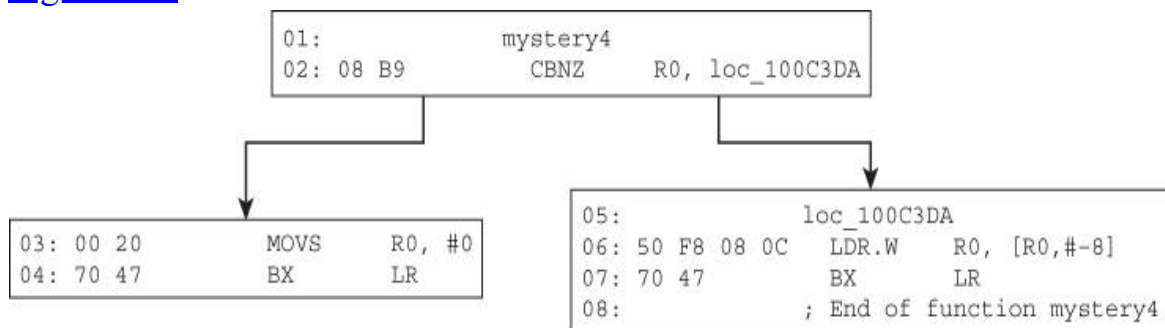 01: mystery4
02: 08 B9 CBNZ R0, loc_100C3DA
03: 00 20 MOVS R0, #0
04: 70 47 BX LR
05: loc_100C3DA
06: 50 F8 08 0C LDR.W R0, [R0,#-8]
07: 70 47 BX LR
08: ; End of function mystery4